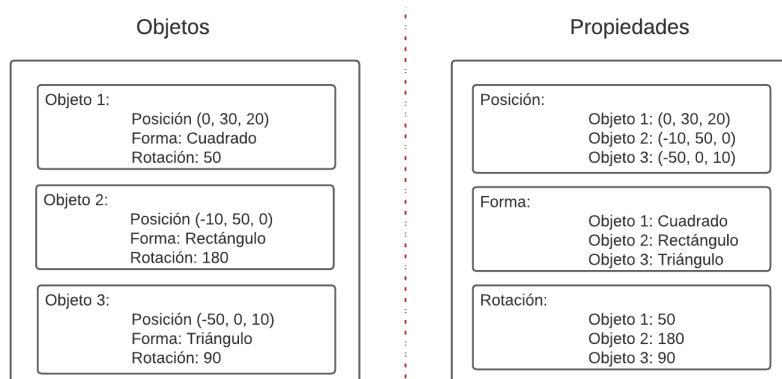 Objetos
Objeto 1:
Posición (0, 30, 20)
Forma: Cuadrado
Rotación: 50
Objeto 2:
Posición (-10, 50, 0)
Forma: Rectángulo
Rotación: 180
Objeto 3:
Posición (-50, 0, 10)
Forma: Triángulo
Rotación: 90
Propiedades
Posición:
Objeto 1: (0, 30, 20)
Objeto 2: (-10, 50, 0)
Objeto 3: (-50, 0, 10)
Forma:
Objeto 1: Cuadrado
Objeto 2: Rectángulo
Objeto 3: Triángulo
Rotación:
Objeto 1: 50
Objeto 2: 180
Objeto 3: 90